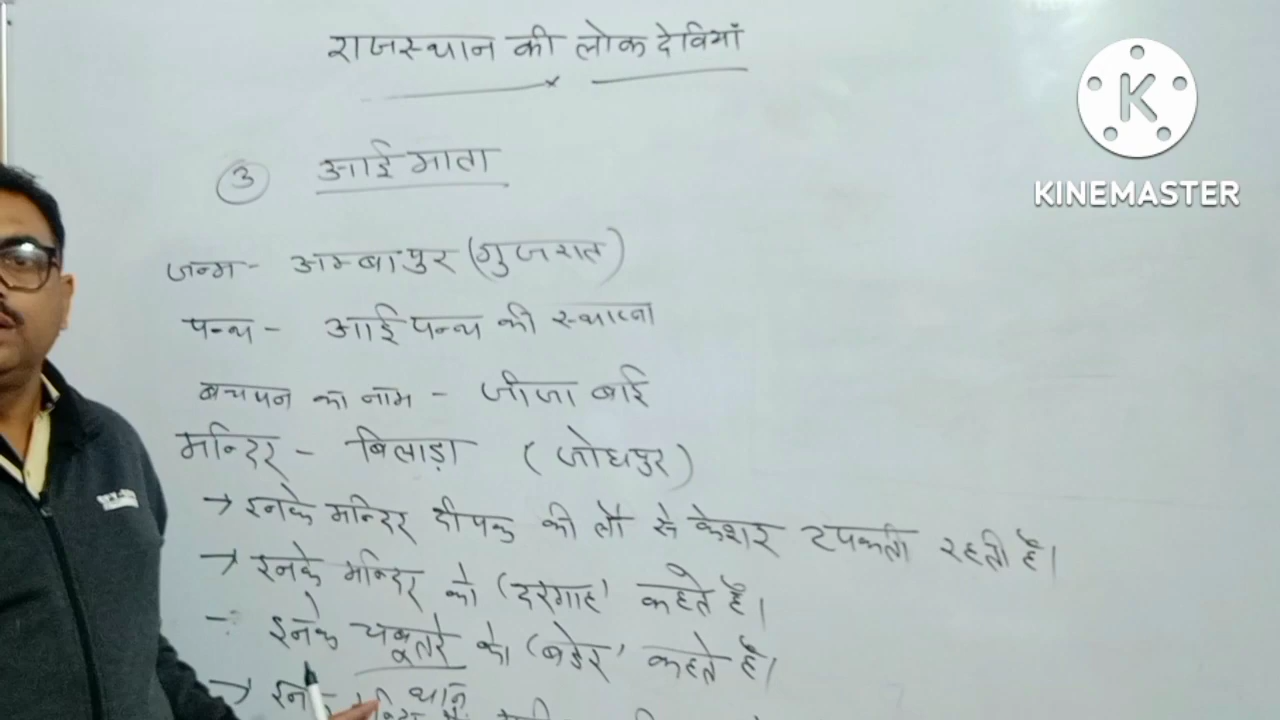 राजस्थान की लोक देवियाँ
③ आई माता
जन्म - अम्बापुर (गुजरात)
पन्थ - आई पन्थ की स्थापना
बचपन का नाम - जीजा बाई
मन्दिर - बिलाड़ा (जोधपुर)
→ इनके मन्दिर दीपक की लौ से केशर टपकती रहती है।
→ इनके मन्दिर को 'दरगाह' कहते है।
- इनके चबूतरे को 'बडेर' कहते है।
थान
K
KINEMASTER